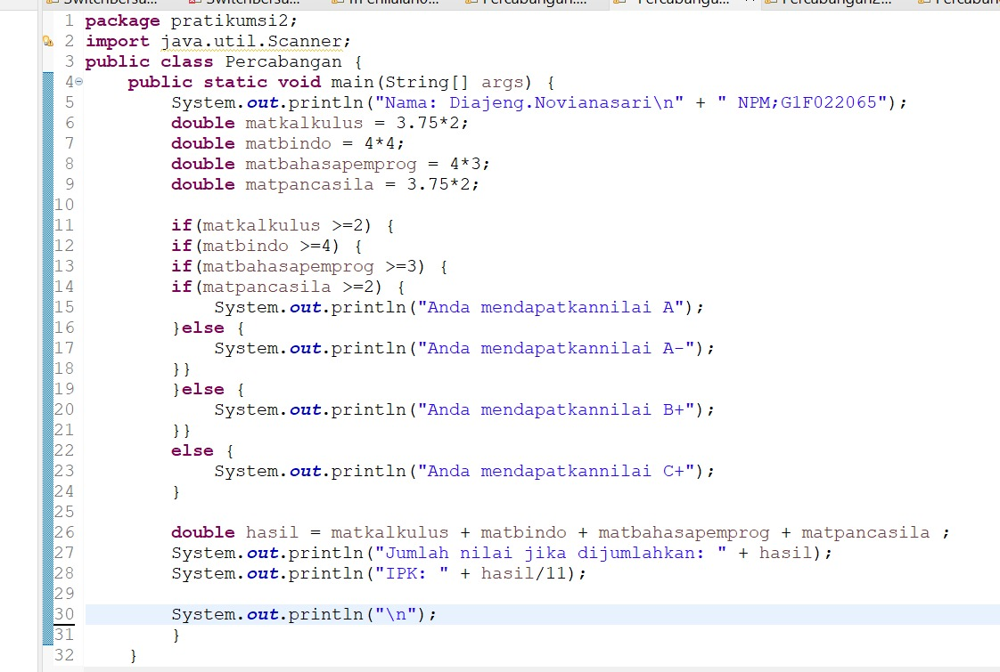 1 package pratikumsi2;
2 import java.util.Scanner;
3 public class Percabangan {
4 public static void main(String[] args) {
5 System.out.println("Nama: Diajeng.Novianasari\n" + " NPM;G1F022065");
6 double matkalkulus = 3.75*2;
7 double matbindo = 4*4;
8 double matbahasapemprog = 4*3;
9 double matpancasila = 3.75*2;
10
11 if(matkalkulus >=2) {
12 if(matbindo >=4) {
13 if(matbahasapemprog >=3) {
14 if(matpancasila >=2) {
15 System.out.println("Anda mendapatkannilai A");
16 }else {
17 System.out.println("Anda mendapatkannilai A-");
18 }}
19 }else {
20 System.out.println("Anda mendapatkannilai B+");
21 }}
22 else {
23 System.out.println("Anda mendapatkannilai C+");
24 }
25
26 double hasil = matkalkulus + matbindo + matbahasapemprog + matpancasila ;
27 System.out.println("Jumlah nilai jika dijumlahkan: " + hasil);
28 System.out.println("IPK: " + hasil/11);
29
30 System.out.println("\n");
31 }
32 }